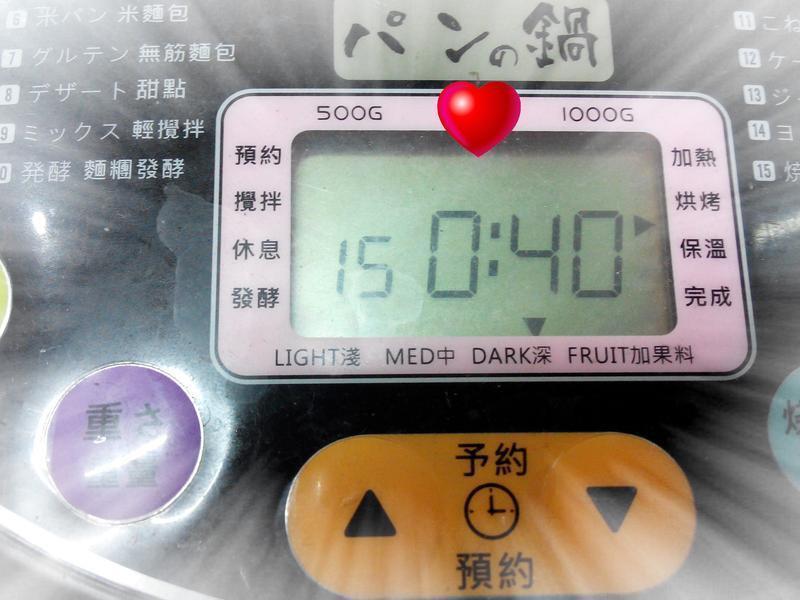 パンの鍋
6 米パン 米麵包
7 グルテン 無筋麵包
8 デザート 甜點
9 ミックス 輕攪拌
発酵 麵糰發酵
11 こね
12 ケー
13 ジ
14 ヨ
15 焼
500G 1000G
預約
攪拌
休息
發酵
15 0:40
加熱
烘烤
保溫
完成
LIGHT淺 MED中 DARK深 FRUIT加果料
重さ
予約
預約